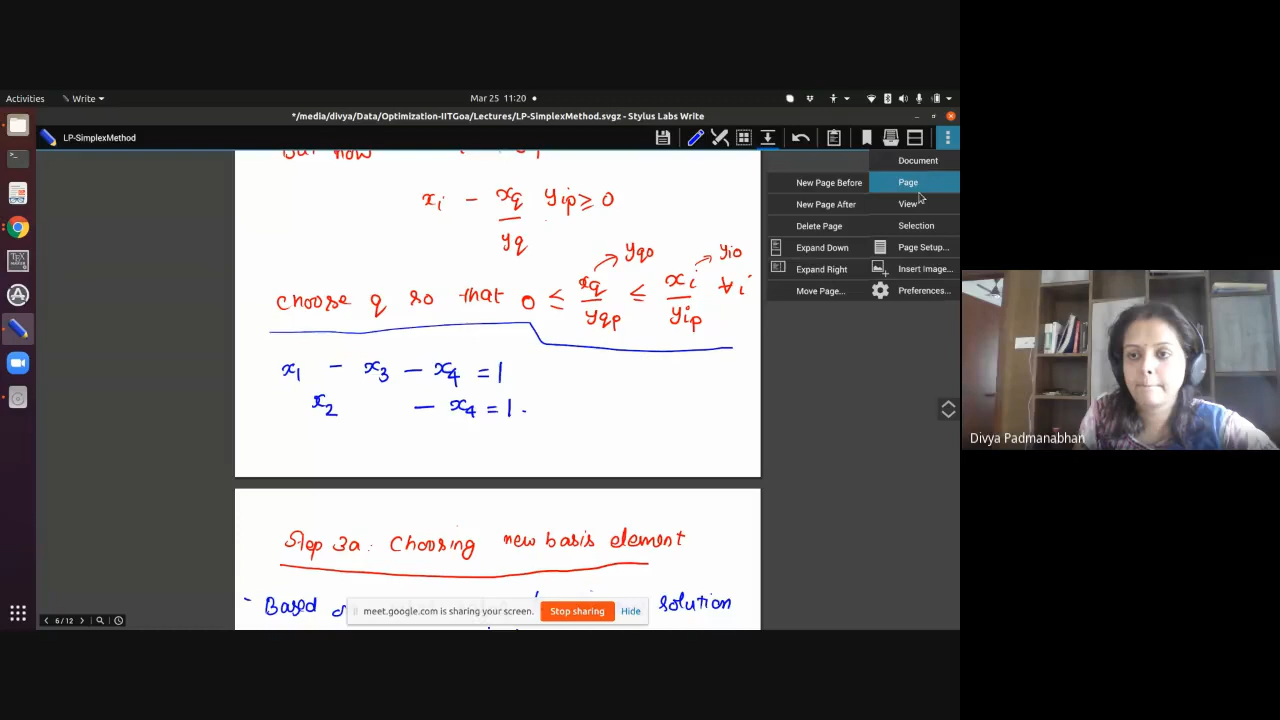 Activities Write Mar 25 11:20
*/media/divya/Data/Optimization-IITGoa/Lectures/LP-SimplexMethod.svgz - Stylus Labs Write
LP-SimplexMethod
Document
New Page Before Page
New Page After View
Delete Page Selection
Expand Down Page Setup...
Expand Right Insert Image...
Move Page... Preferences...
xi - xq/yq yip ≥ 0
yqo yio
choose q so that 0 ≤ xq/yqp ≤ xi/yip ∀i
x1 - x3 - x4 = 1
x2 - x4 = 1.
Divya Padmanabhan
Step 3a: Choosing new basis element
- Based solution
meet.google.com is sharing your screen. Stop sharing Hide
6/12